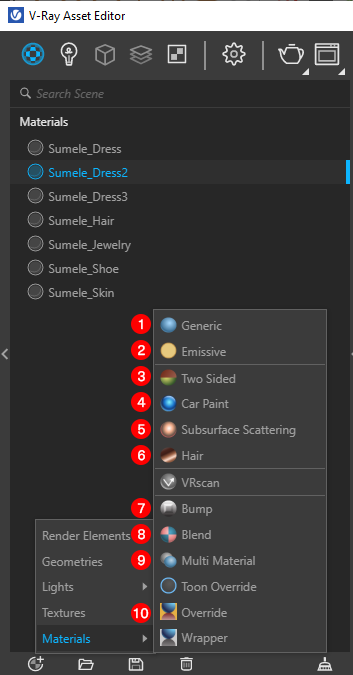 V-Ray Asset Editor
Search Scene
Materials
Sumele_Dress
Sumele_Dress2
Sumele_Dress3
Sumele_Hair
Sumele_Jewelry
Sumele_Shoe
Sumele_Skin
1 Generic
2 Emissive
3 Two Sided
4 Car Paint
5 Subsurface Scattering
6 Hair
VRscan
7 Bump
Render Elements 8 Blend
Geometries 9 Multi Material
Lights Toon Override
Textures 10 Override
Materials Wrapper